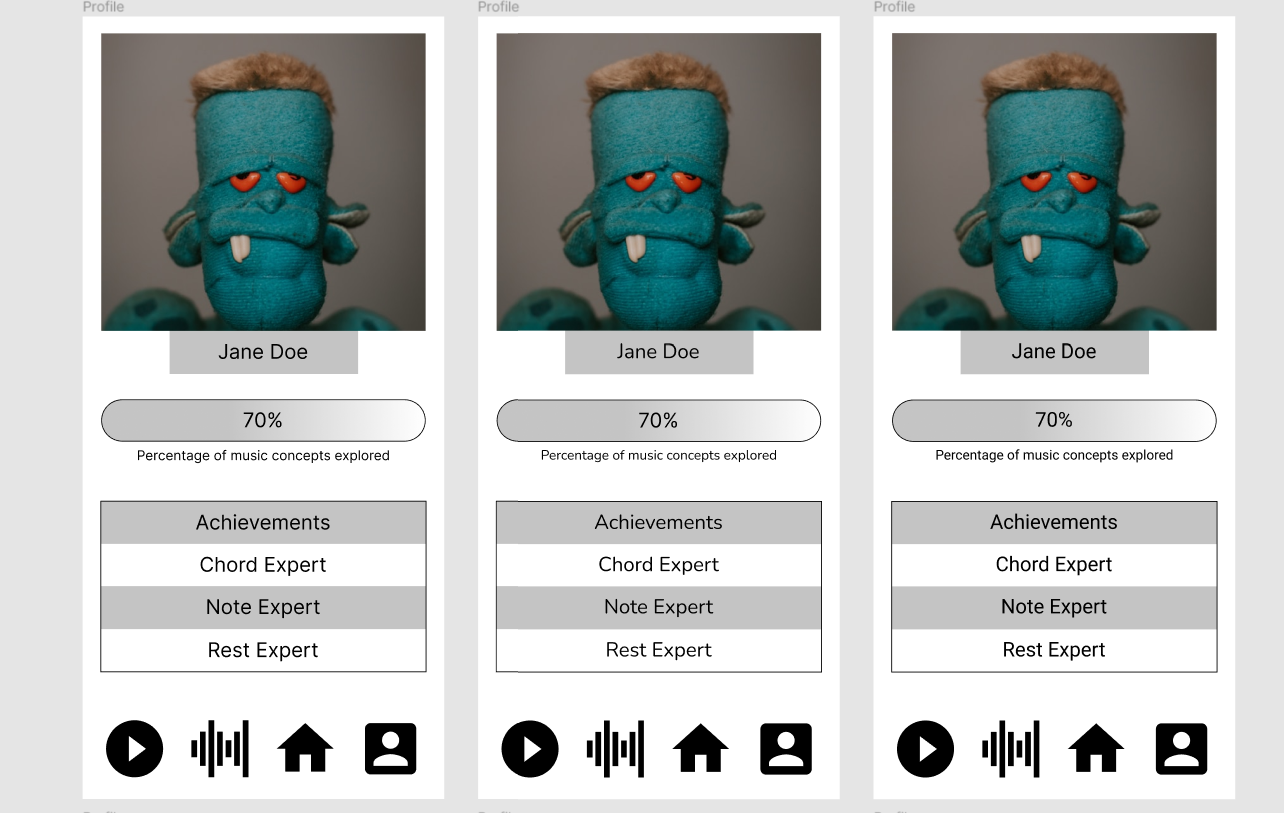 Profile
Jane Doe
70%
Percentage of music concepts explored
Achievements
Chord Expert
Note Expert
Rest Expert
Profile
Jane Doe
70%
Percentage of music concepts explored
Achievements
Chord Expert
Note Expert
Rest Expert
Profile
Jane Doe
70%
Percentage of music concepts explored
Achievements
Chord Expert
Note Expert
Rest Expert